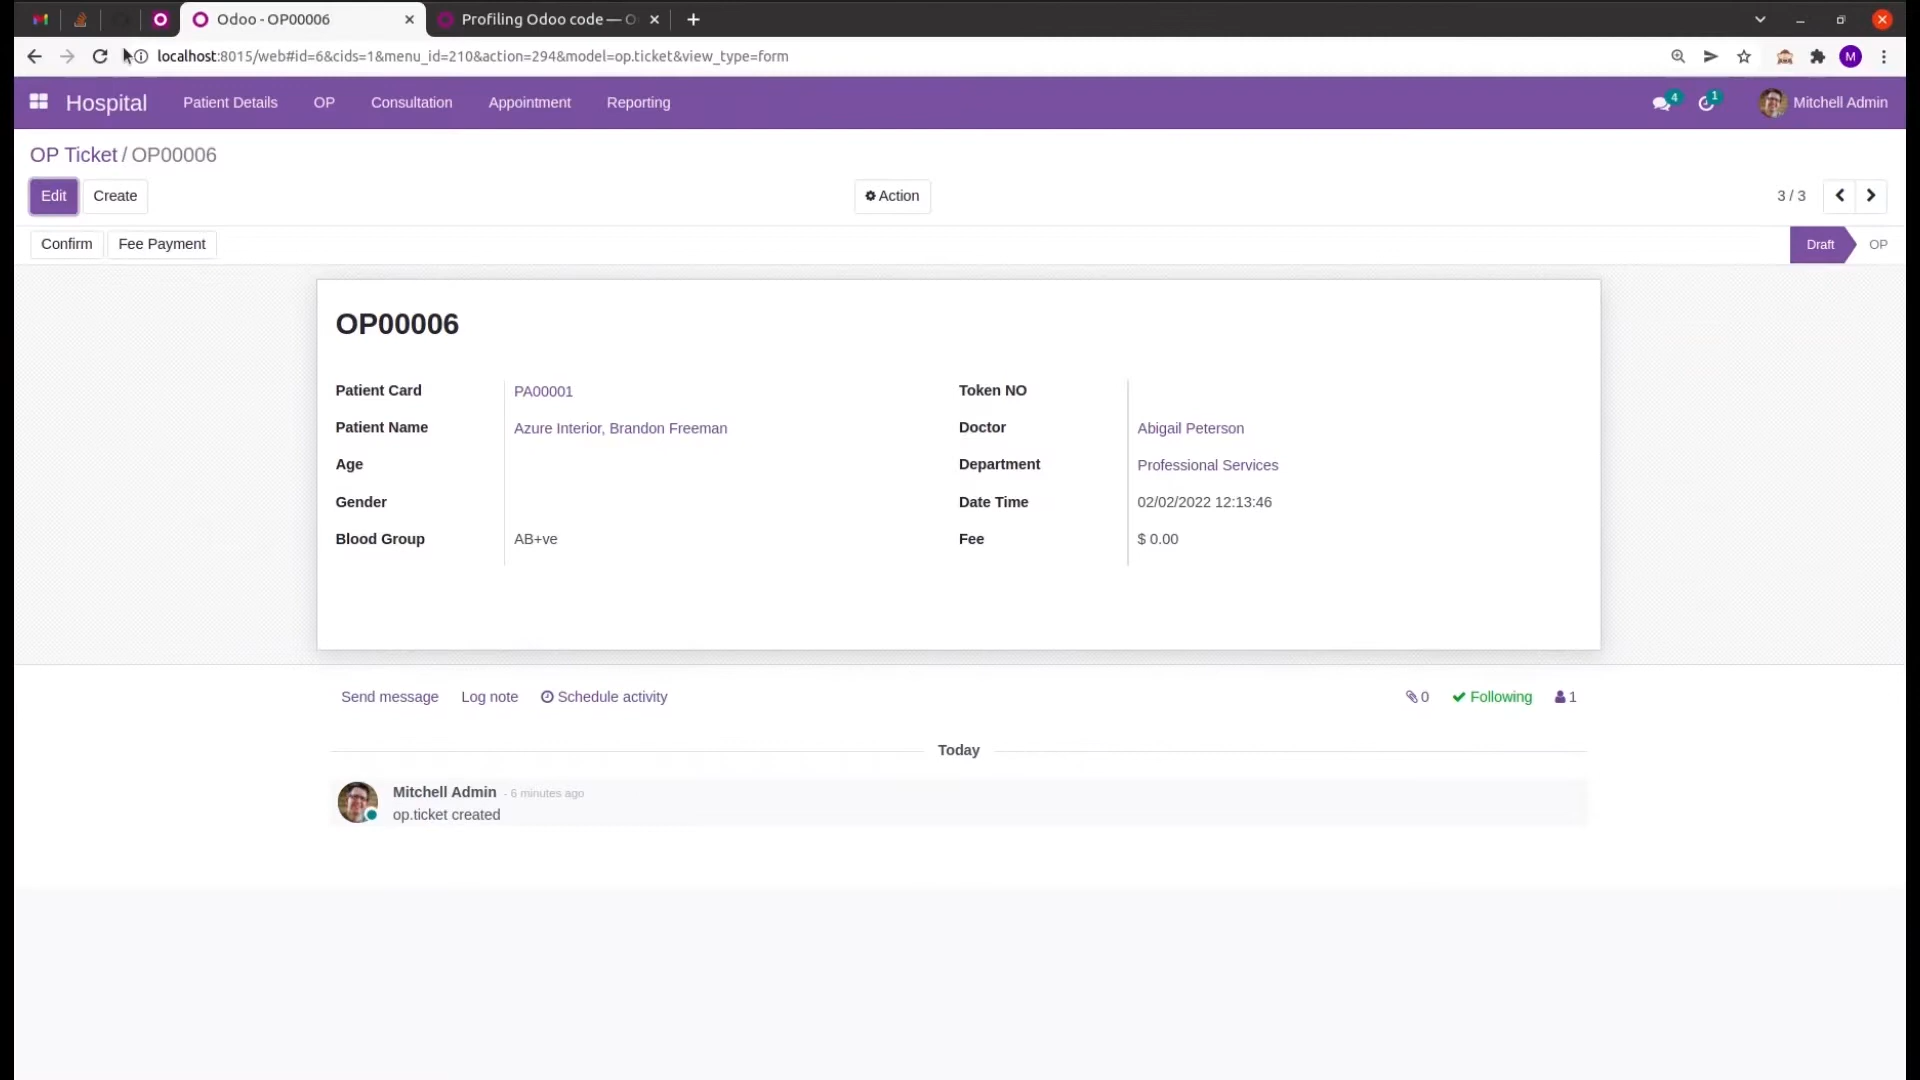 Odoo - OP00006
Profiling Odoo code — O
localhost:8015/web#id=6&cids=1&menu_id=210&action=294&model=op.ticket&view_type=form
M
Hospital Patient Details OP Consultation Appointment Reporting 4 1 Mitchell Admin
OP Ticket / OP00006
Edit Create Action 3 / 3
Confirm Fee Payment Draft OP
OP00006
Patient Card PA00001 Token NO
Patient Name Azure Interior, Brandon Freeman Doctor Abigail Peterson
Age Department Professional Services
Gender Date Time 02/02/2022 12:13:46
Blood Group AB+ve Fee $ 0.00
Send message Log note Schedule activity 0 Following 1
Today
Mitchell Admin - 6 minutes ago
op.ticket created